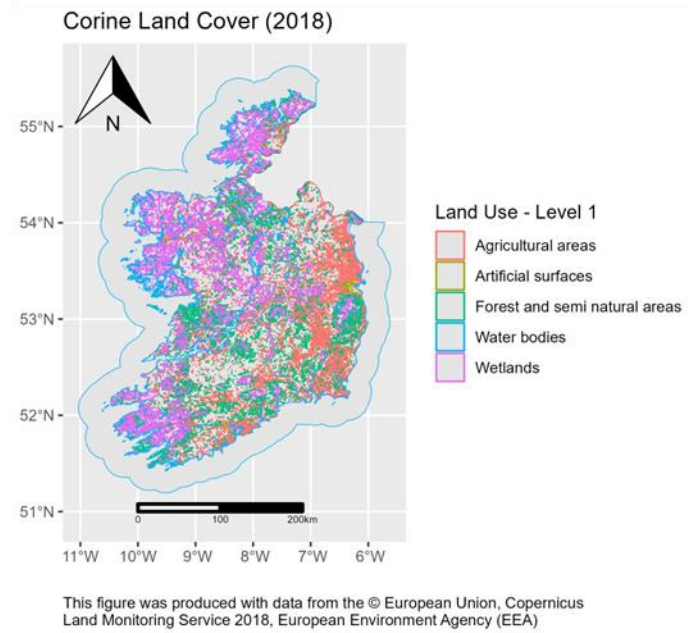 Corine Land Cover (2018)
N
55°N
54°N
53°N
52°N
51°N
0 100 200km
11°W 10°W 9°W 8°W 7°W 6°W
Land Use - Level 1
Agricultural areas
Artificial surfaces
Forest and semi natural areas
Water bodies
Wetlands
This figure was produced with data from the © European Union, Copernicus
Land Monitoring Service 2018, European Environment Agency (EEA)